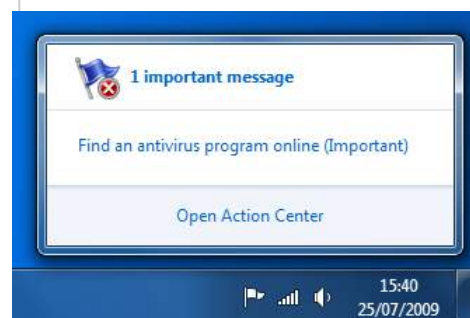 1 important message
Find an antivirus program online (Important)
Open Action Center
15:40
25/07/2009